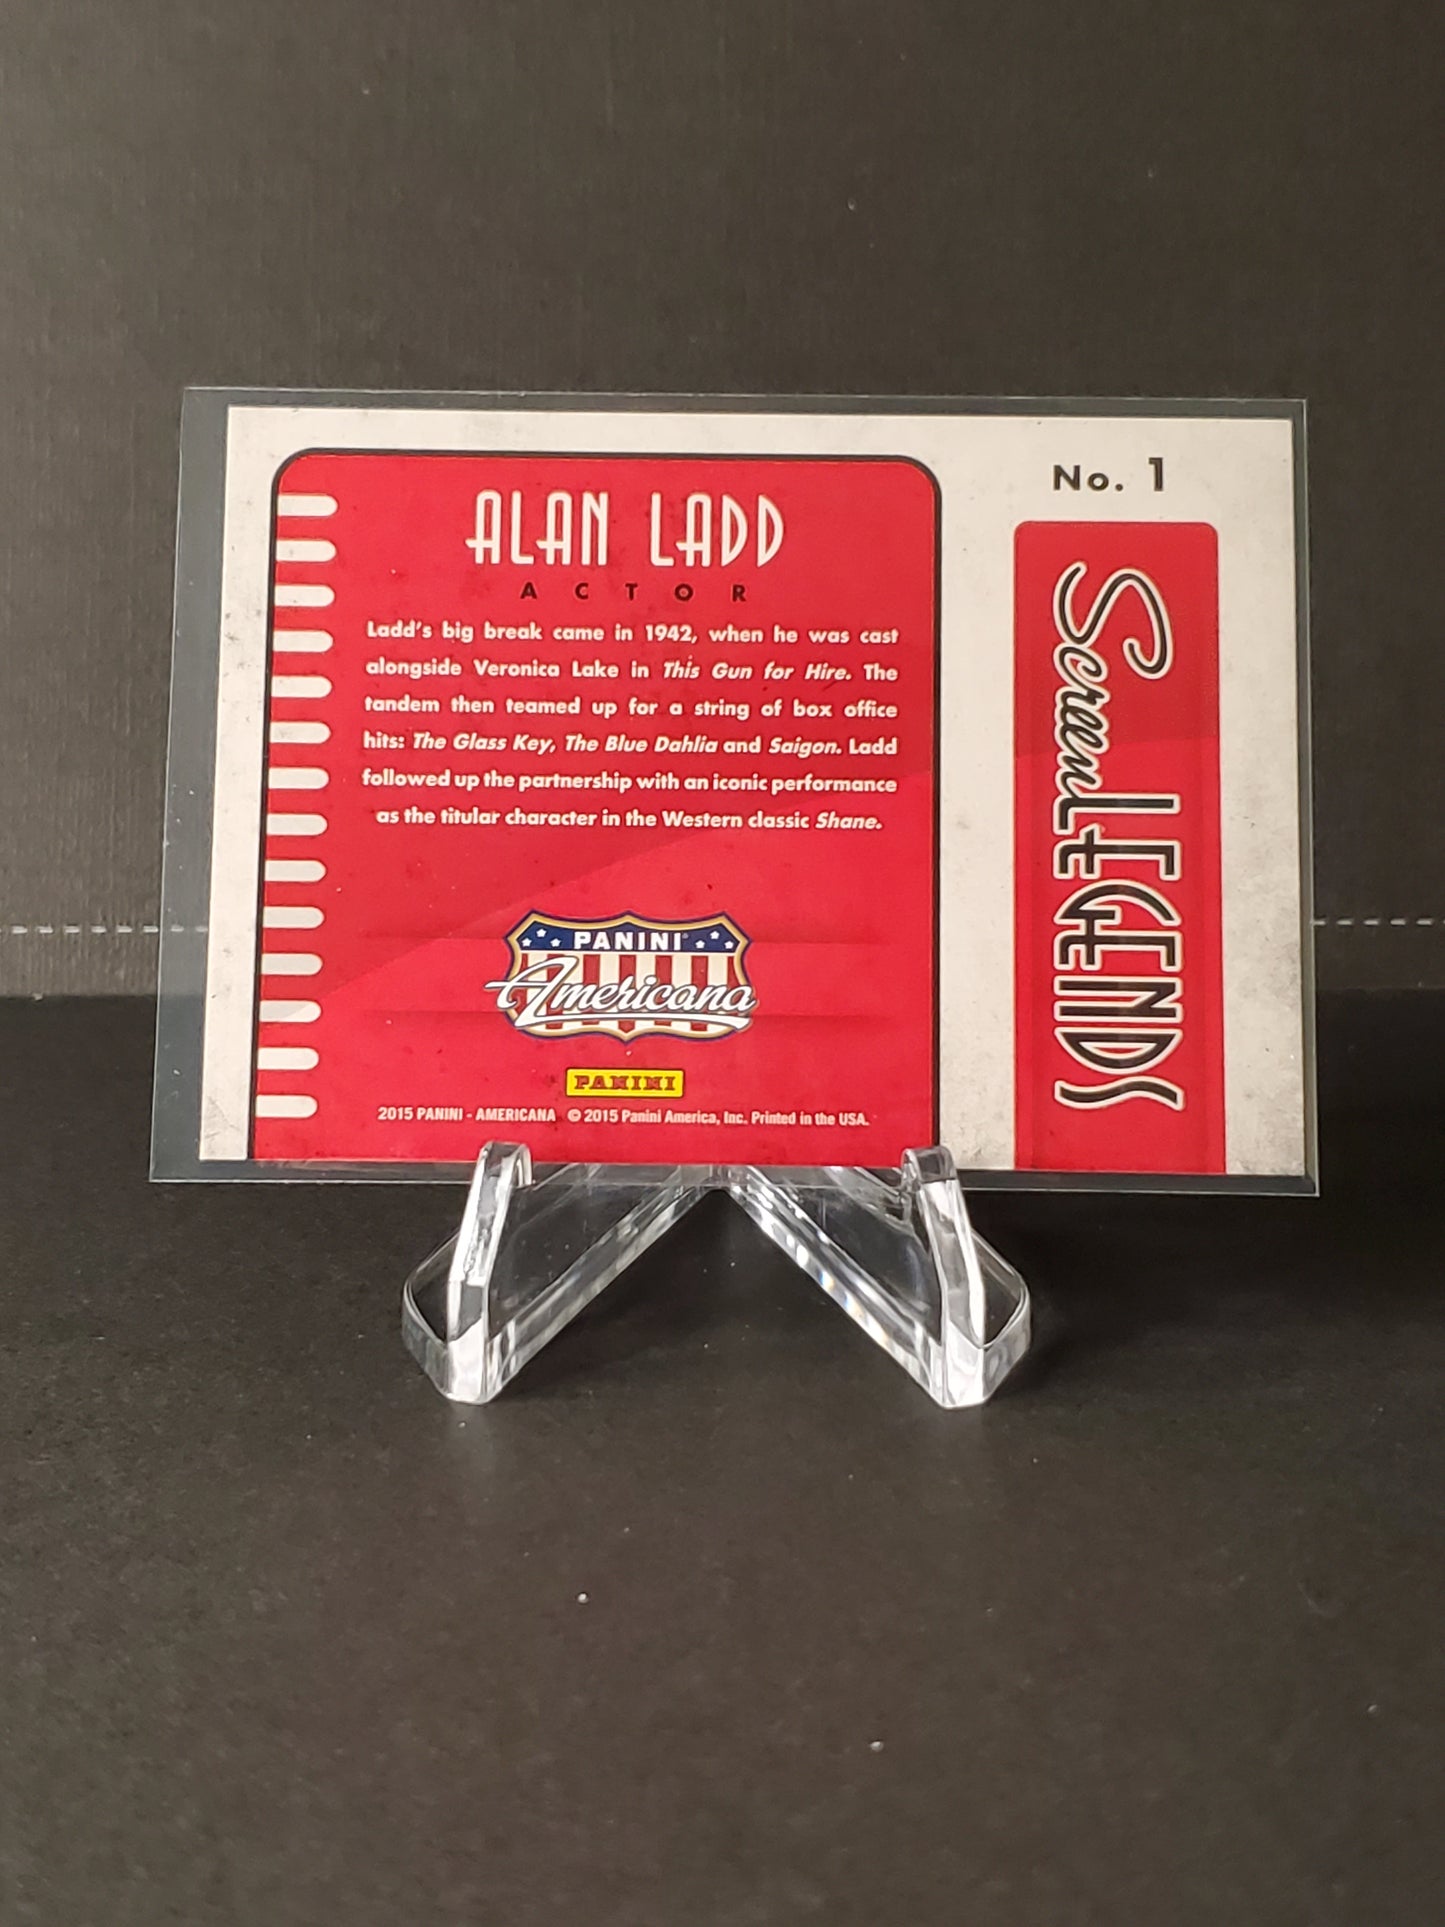 No. 1
ALAN LADD
ACTOR
Ladd's big break came in 1942, when he was cast
alongside Veronica Lake in This Gun for Hire. The
tandem then teamed up for a string of box office
hits: The Glass Key, The Blue Dahlia and Saigon. Ladd
followed up the partnership with an iconic performance
as the titular character in the Western classic Shane.
PANINI
Americana
PANINI
2015 PANINI - AMERICANA © 2015 Panini America, Inc. Printed in the USA.
Screen LEGENDS